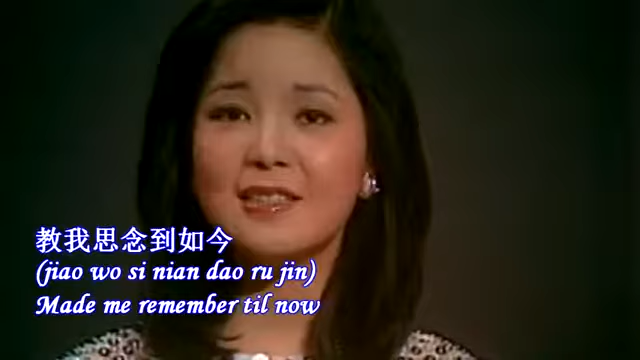 教我思念到如今
(jiao wo si nian dao ru jin)
Made me remember til now